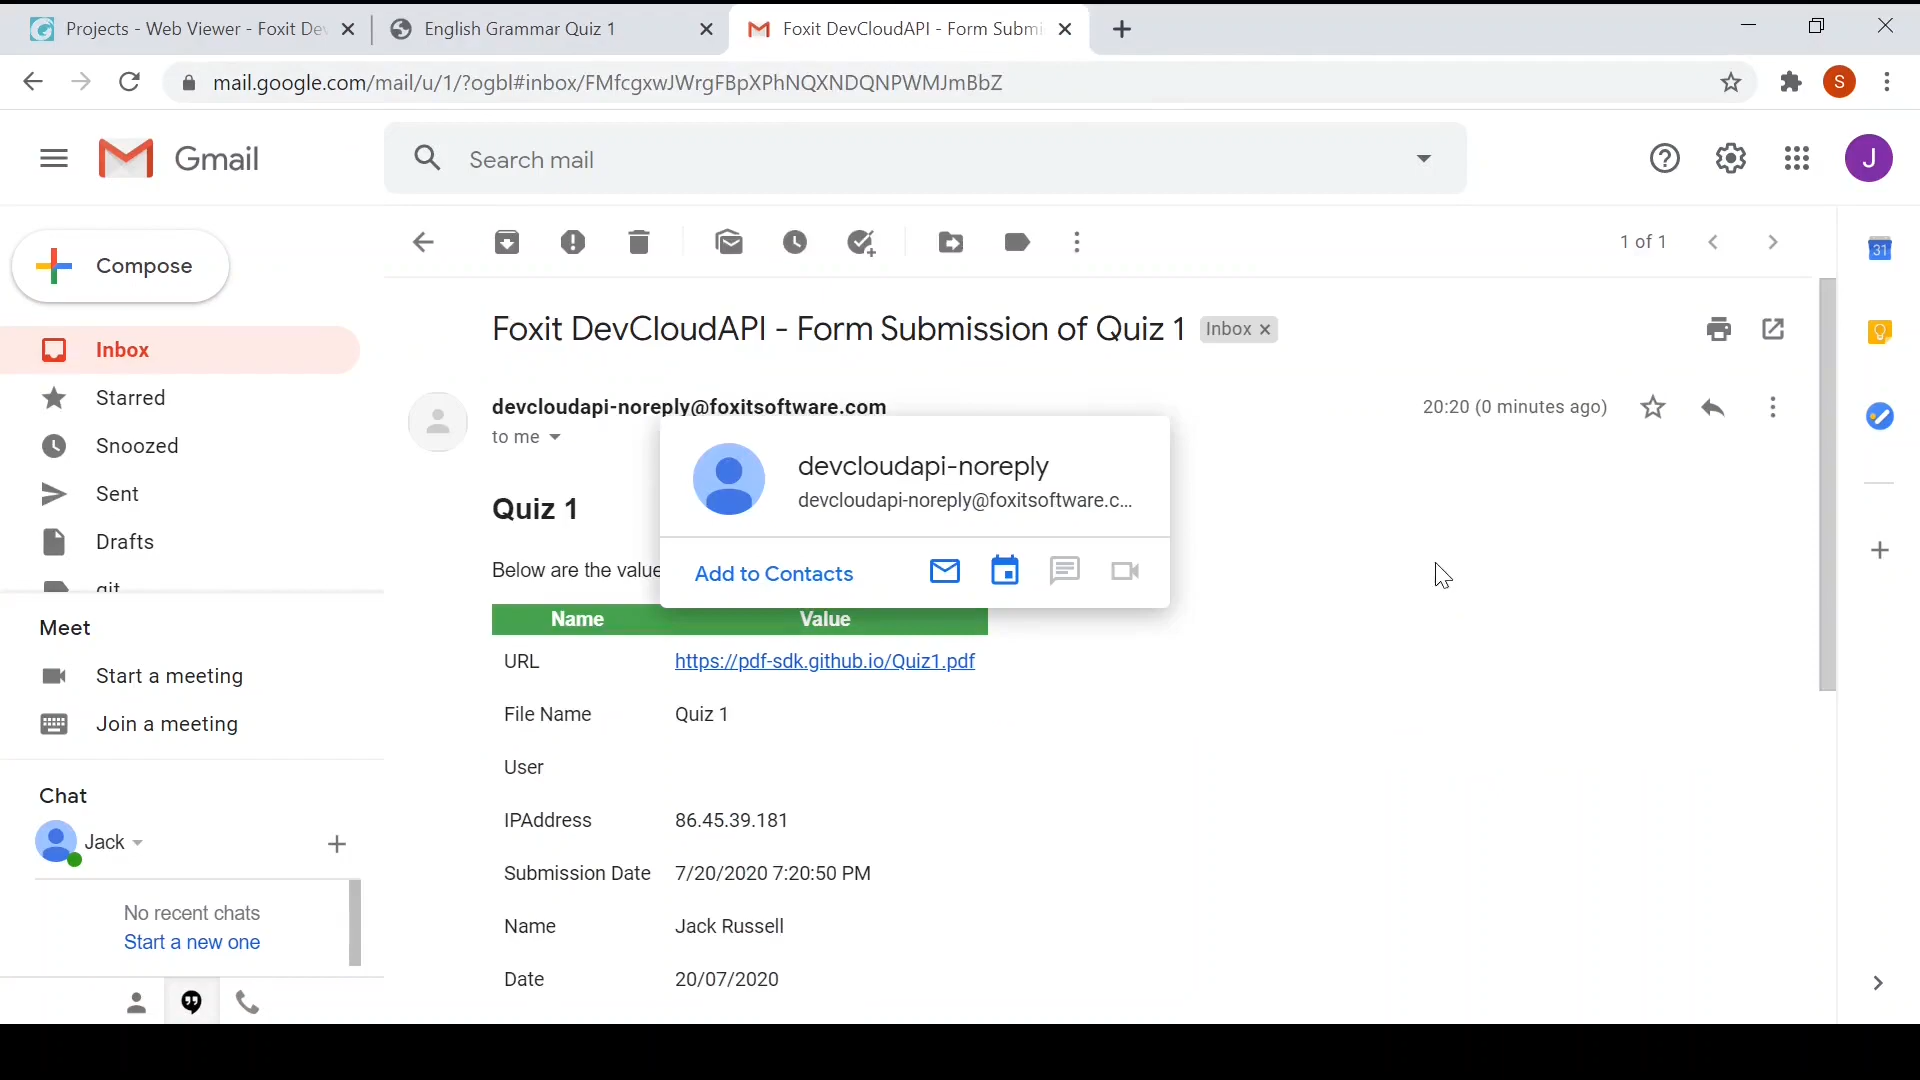 Projects - Web Viewer - Foxit De
English Grammar Quiz 1
Foxit DevCloudAPI - Form Submi
mail.google.com/mail/u/1/?ogbl#inbox/FMfcgxwJWrgFBpXPhNQXNDQNPWMJmBbZ
S
Gmail
Search mail
J
Compose
1 of 1
31
Foxit DevCloudAPI - Form Submission of Quiz 1
Inbox
Inbox
Starred
Snoozed
Sent
Drafts
git
devcloudapi-noreply@foxitsoftware.com
20:20 (0 minutes ago)
to me
devcloudapi-noreply
devcloudapi-noreply@foxitsoftware.c...
Add to Contacts
Quiz 1
Below are the value
Name Value
URL https://pdf-sdk.github.io/Quiz1.pdf
File Name Quiz 1
User
IPAddress 86.45.39.181
Submission Date 7/20/2020 7:20:50 PM
Name Jack Russell
Date 20/07/2020
Meet
Start a meeting
Join a meeting
Chat
Jack
No recent chats
Start a new one